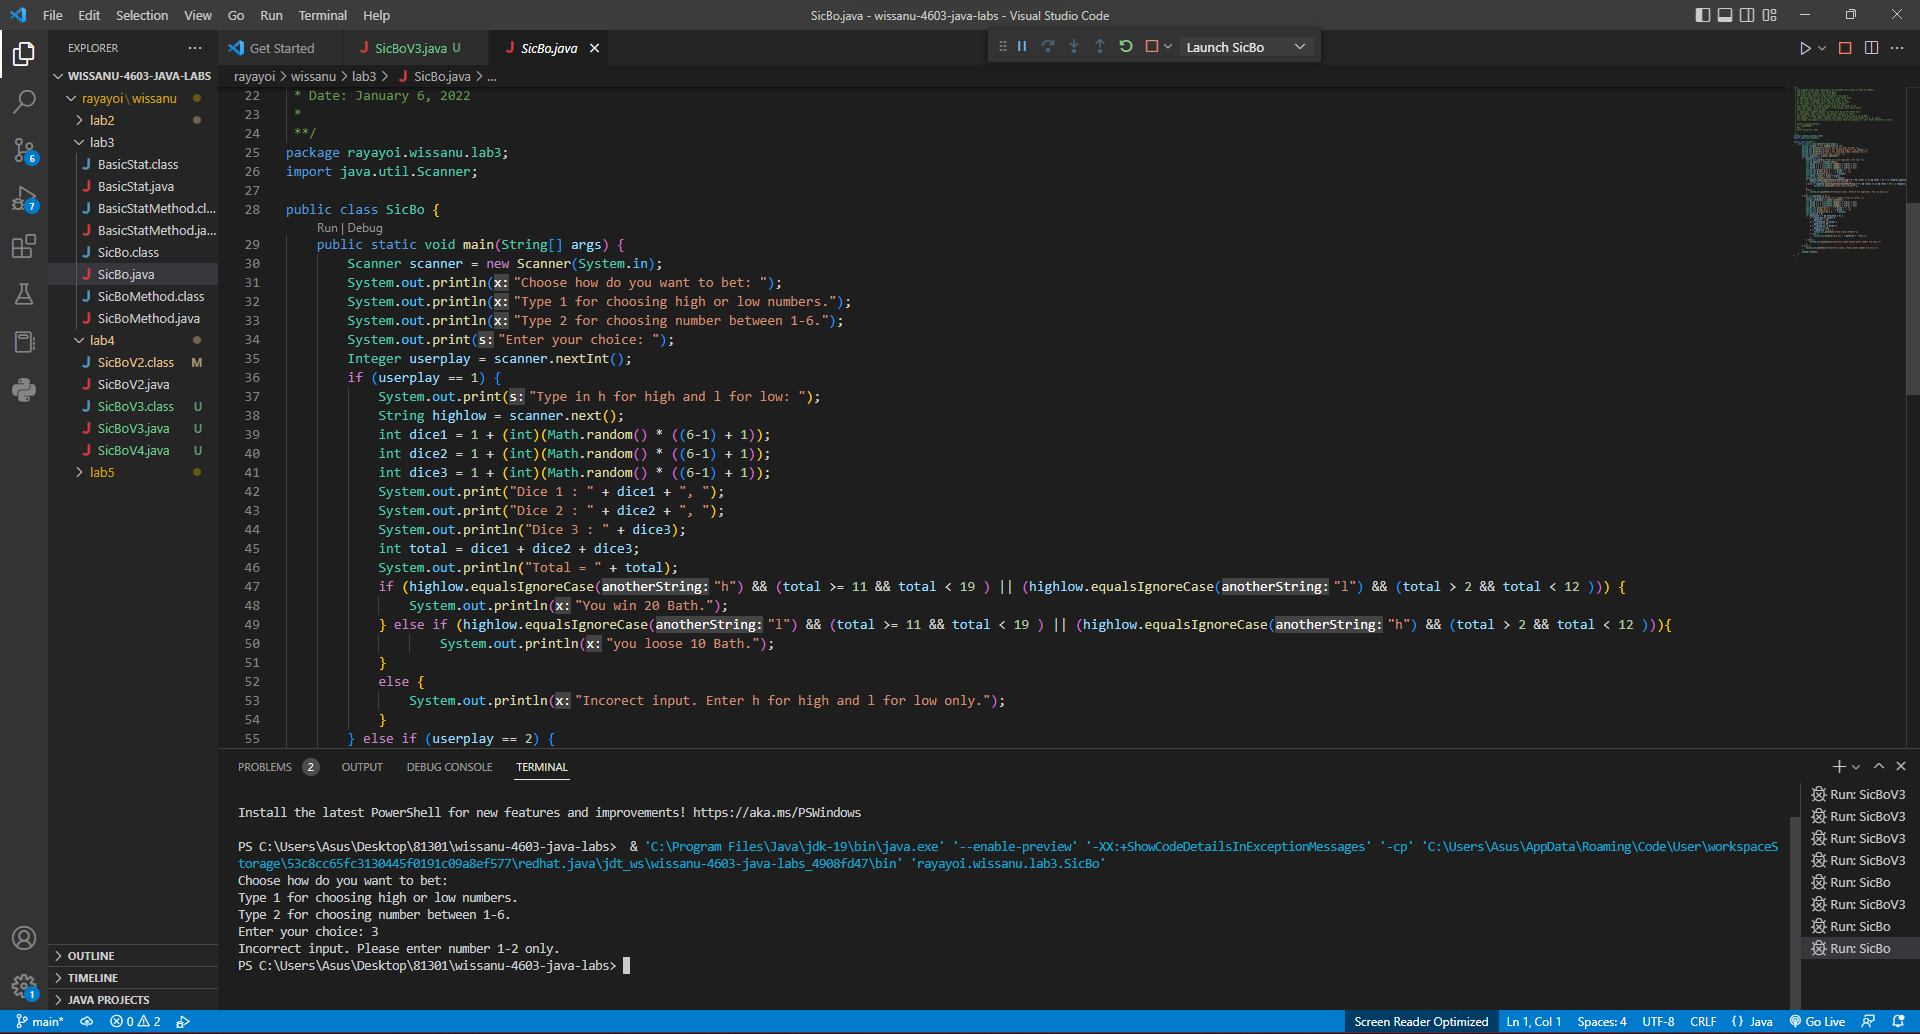 File Edit Selection View Go Run Terminal Help
SicBo.java - wissanu-4603-java-labs - Visual Studio Code
EXPLORER
Get Started
SicBoV3.java U
SicBo.java
Launch SicBo
WISSANU-4603-JAVA-LABS
rayayoi\wissanu
lab2
lab3
BasicStat.class
BasicStat.java
BasicStatMethod.cl...
BasicStatMethod.ja...
SicBo.class
SicBo.java
SicBoMethod.class
SicBoMethod.java
lab4
SicBoV2.class M
SicBoV2.java
SicBoV3.class U
SicBoV3.java U
SicBoV4.java U
lab5
OUTLINE
TIMELINE
JAVA PROJECTS
6
7
1
rayayoi > wissanu > lab3 > SicBo.java > ...
22 * Date: January 6, 2022
23 *
24 **/
25 package rayayoi.wissanu.lab3;
26 import java.util.Scanner;
27
28 public class SicBo {
Run | Debug
29 public static void main(String[] args) {
30 Scanner scanner = new Scanner(System.in);
31 System.out.println(x: "Choose how do you want to bet: ");
32 System.out.println(x: "Type 1 for choosing high or low numbers.");
33 System.out.println(x: "Type 2 for choosing number between 1-6.");
34 System.out.print(s: "Enter your choice: ");
35 Integer userplay = scanner.nextInt();
36 if (userplay == 1) {
37 System.out.print(s: "Type in h for high and l for low: ");
38 String highlow = scanner.next();
39 int dice1 = 1 + (int)(Math.random() * ((6-1) + 1));
40 int dice2 = 1 + (int)(Math.random() * ((6-1) + 1));
41 int dice3 = 1 + (int)(Math.random() * ((6-1) + 1));
42 System.out.print("Dice 1 : " + dice1 + ", ");
43 System.out.print("Dice 2 : " + dice2 + ", ");
44 System.out.println("Dice 3 : " + dice3);
45 int total = dice1 + dice2 + dice3;
46 System.out.println("Total = " + total);
47 if (highlow.equalsIgnoreCase(anotherString: "h") && (total >= 11 && total < 19 ) || (highlow.equalsIgnoreCase(anotherString: "l") && (total > 2 && total < 12 ))) {
48 System.out.println(x: "You win 20 Bath.");
49 } else if (highlow.equalsIgnoreCase(anotherString: "l") && (total >= 11 && total < 19 ) || (highlow.equalsIgnoreCase(anotherString: "h") && (total > 2 && total < 12 ))){
50 System.out.println(x: "you loose 10 Bath.");
51 }
52 else {
53 System.out.println(x: "Incorect input. Enter h for high and l for low only.");
54 }
55 } else if (userplay == 2) {
PROBLEMS 2 OUTPUT DEBUG CONSOLE TERMINAL
Install the latest PowerShell for new features and improvements! https://aka.ms/PSWindows
PS C:\Users\Asus\Desktop\81301\wissanu-4603-java-labs> & 'C:\Program Files\Java\jdk-19\bin\java.exe' '--enable-preview' '-XX:+ShowCodeDetailsInExceptionMessages' '-cp' 'C:\Users\Asus\AppData\Roaming\Code\User\workspaceS
torage\53c8cc65fc3130445f0191c09a8ef577\redhat.java\jdt_ws\wissanu-4603-java-labs_4908fd47\bin' 'rayayoi.wissanu.lab3.SicBo'
Choose how do you want to bet:
Type 1 for choosing high or low numbers.
Type 2 for choosing number between 1-6.
Enter your choice: 3
Incorrect input. Please enter number 1-2 only.
PS C:\Users\Asus\Desktop\81301\wissanu-4603-java-labs>
Run: SicBoV3
Run: SicBoV3
Run: SicBoV3
Run: SicBoV3
Run: SicBo
Run: SicBoV3
Run: SicBo
Run: SicBo
main* 0 2
Screen Reader Optimized Ln 1, Col 1 Spaces: 4 UTF-8 CRLF {} Java Go Live